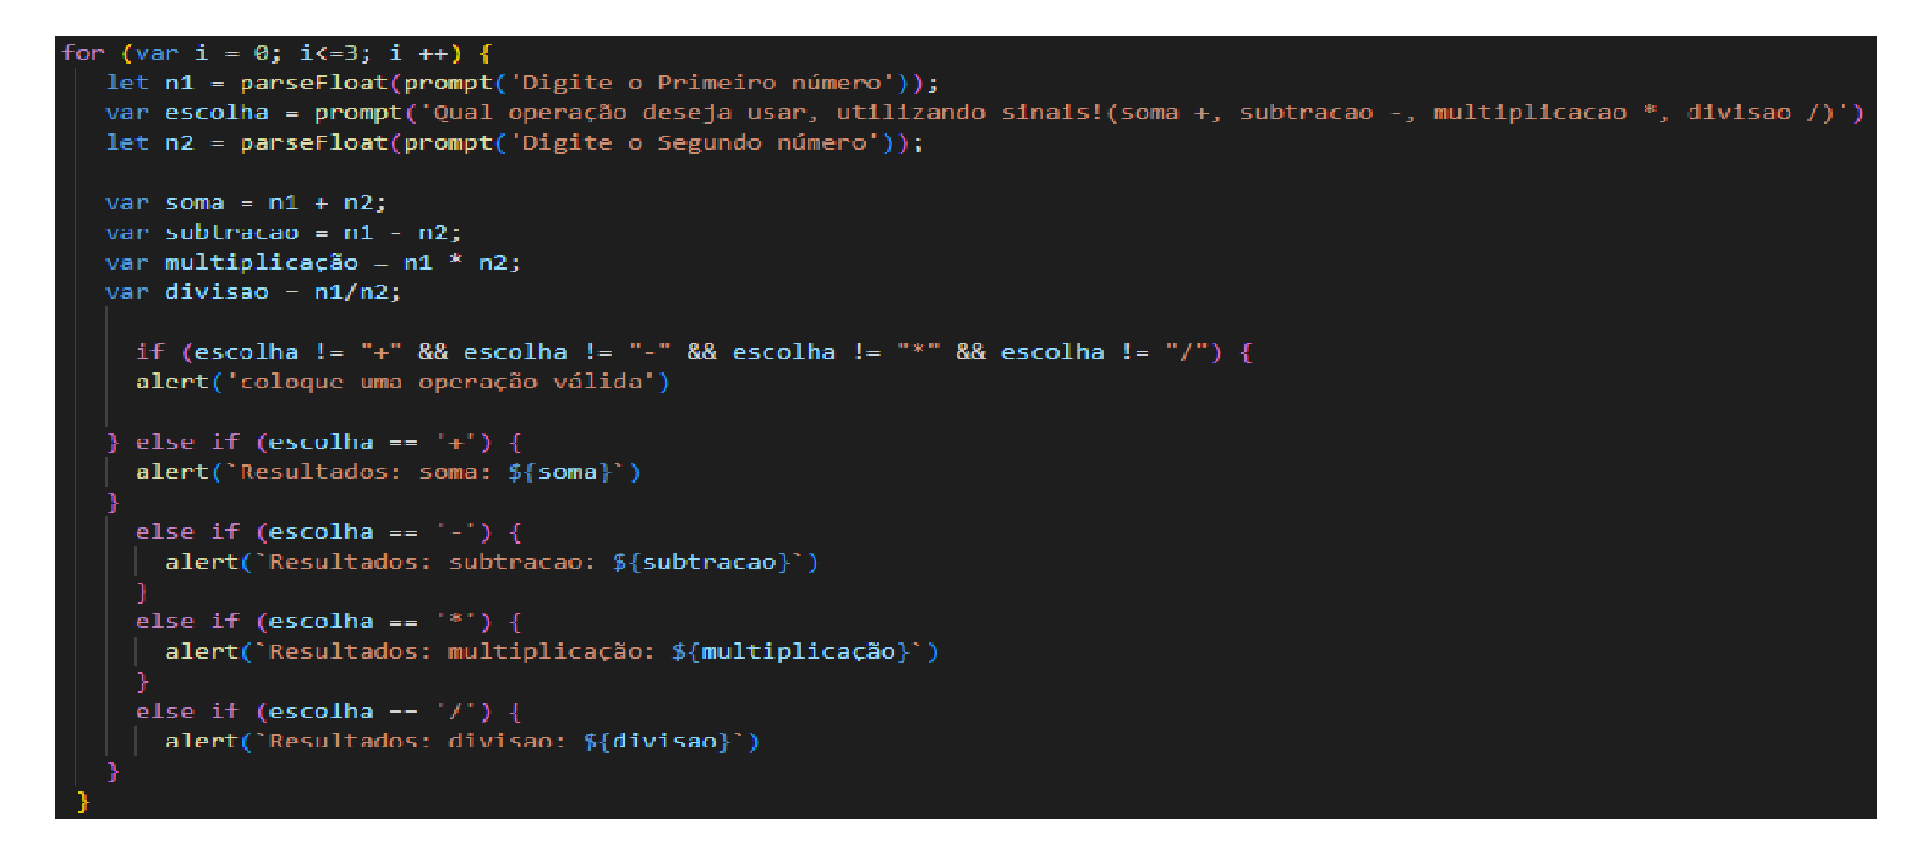 for (var i = 0; i<=3; i ++) {
let n1 = parseFloat(prompt('Digite o Primeiro número'));
var escolha = prompt('Qual operação deseja usar, utilizando sinais!(soma +, subtracao -, multiplicacao *, divisao /)')
let n2 = parseFloat(prompt('Digite o Segundo número'));
var soma = n1 + n2;
var subtracao = n1 - n2;
var multiplicação = n1 * n2;
var divisao = n1/n2;
if (escolha != "+" && escolha != "-" && escolha != "*" && escolha != "/") {
alert('coloque uma operação válida')
} else if (escolha == '+') {
alert(`Resultados: soma: ${soma}`)
}
else if (escolha == '-') {
alert(`Resultados: subtracao: ${subtracao}`)
}
else if (escolha == '*') {
alert(`Resultados: multiplicação: ${multiplicação}`)
}
else if (escolha == '/') {
alert(`Resultados: divisao: ${divisao}`)
}
}